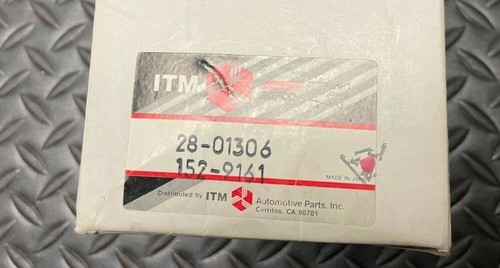 ITM
28-01306
152-9161
MADE IN JAPAN
Distributed by ITM Automotive Parts, Inc.
Cerritos, CA 90701